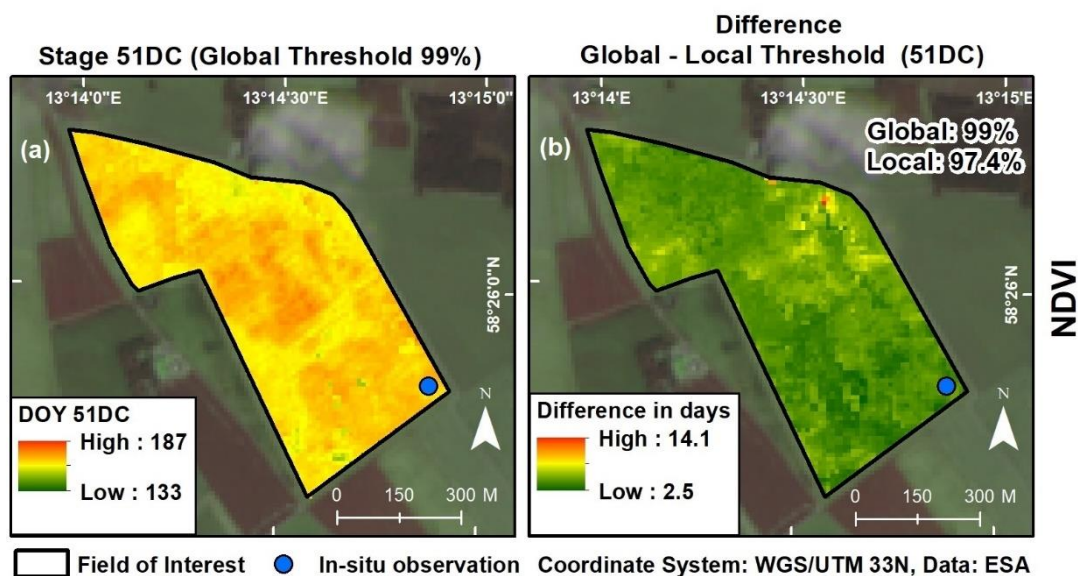 Stage 51DC (Global Threshold 99%)
13°14'0"E
13°14'30"E
13°15'0"
(a)
58°26'0"N
DOY 51DC
High : 187
Low : 133
N
0 150 300 M
Difference
Global - Local Threshold (51DC)
13°14'E
13°14'30"E
13°15'E
(b)
Global: 99%
Local: 97.4%
58°26'N
Difference in days
High : 14.1
Low : 2.5
N
0 150 300 M
NDVI
Field of Interest In-situ observation Coordinate System: WGS/UTM 33N, Data: ESA